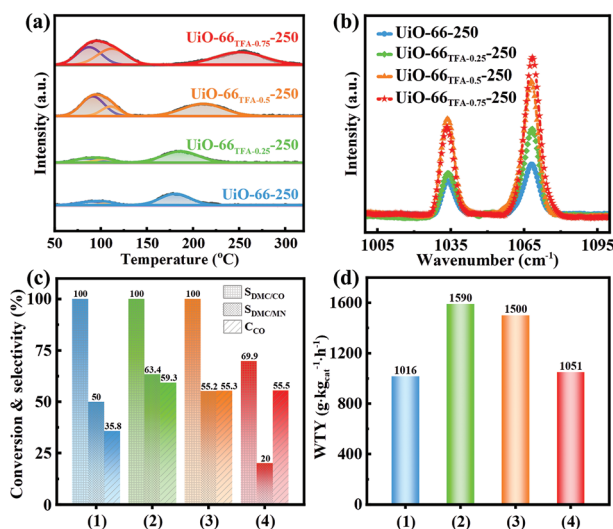 (a)
UiO-66TFA-0.75-250
UiO-66TFA-0.5-250
UiO-66TFA-0.25-250
UiO-66-250
Intensity (a.u.)
50 100 150 200 250 300
Temperature (°C)
(b)
UiO-66-250
UiO-66TFA-0.25-250
UiO-66TFA-0.5-250
UiO-66TFA-0.75-250
Intensity (a.u.)
1005 1035 1065 1095
Wavenumber (cm-1)
(c)
SDMC/CO
SDMC/MN
CCO
Conversion & selectivity (%)
100
75
50
25
0
100 50 35.8
100 63.4 59.3
100 55.2 55.3
69.9 20 55.5
(1) (2) (3) (4)
(d)
WTY (g·kgcat-1·h-1)
1600
1200
800
400
0
1016 1590 1500 1051
(1) (2) (3) (4)